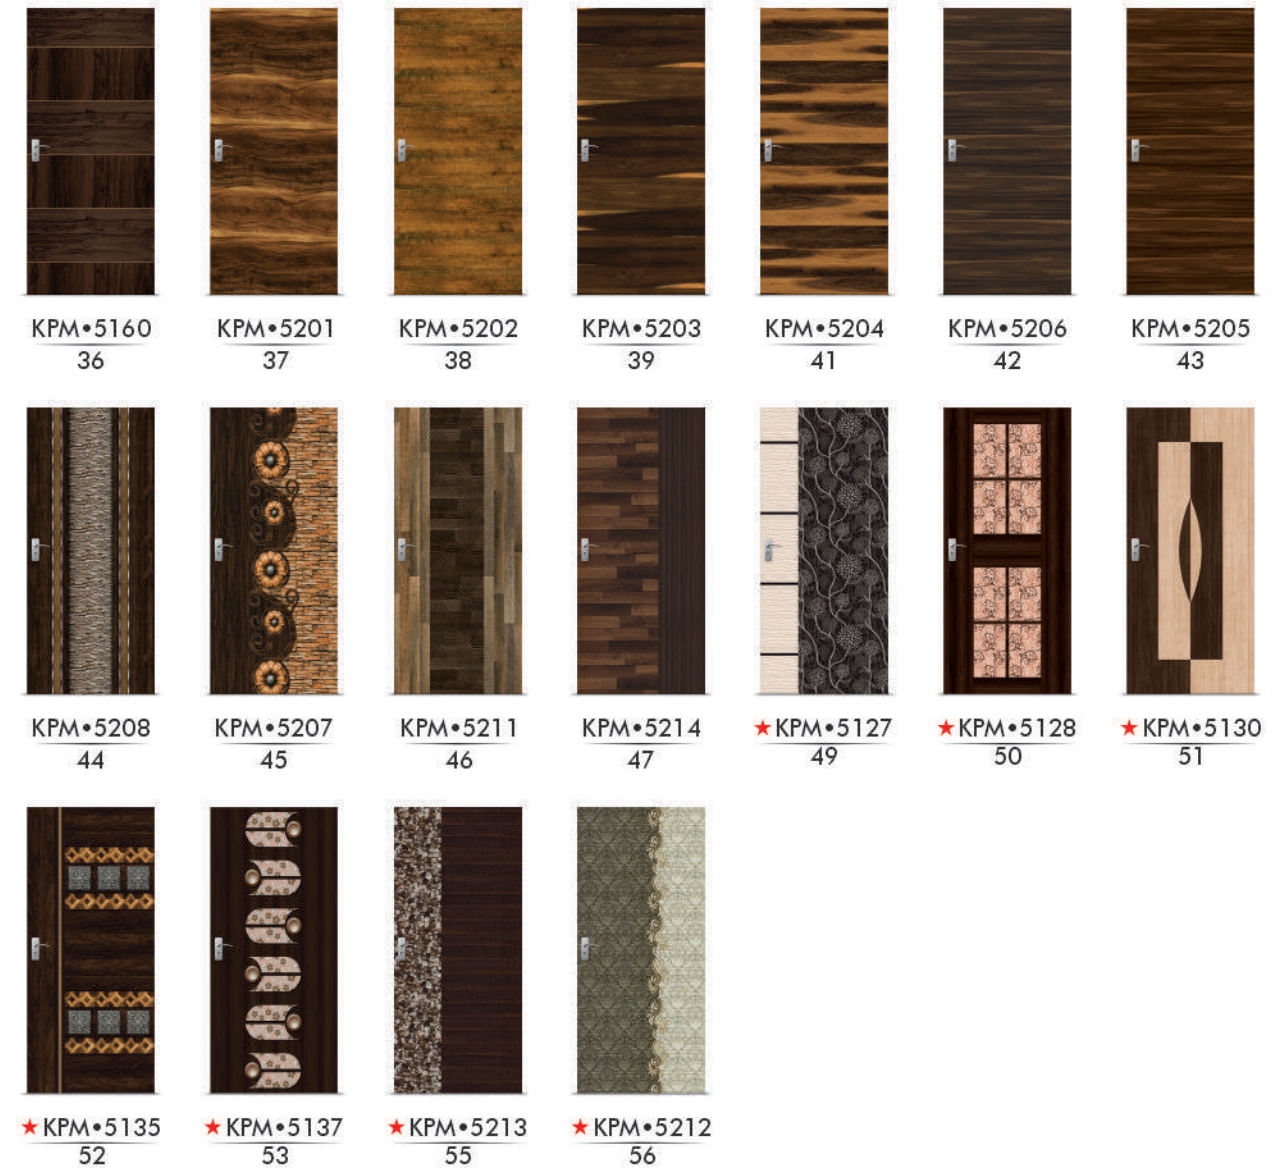 KPM•5160 KPM•5201 KPM•5202 KPM•5203 KPM•5204 KPM•5206 KPM•5205
36 37 38 39 41 42 43
KPM•5208 KPM•5207 KPM•5211 KPM•5214 ★KPM•5127 ★KPM•5128 ★KPM•5130
44 45 46 47 49 50 51
★KPM•5135 ★KPM•5137 ★KPM•5213 ★KPM•5212
52 53 55 56